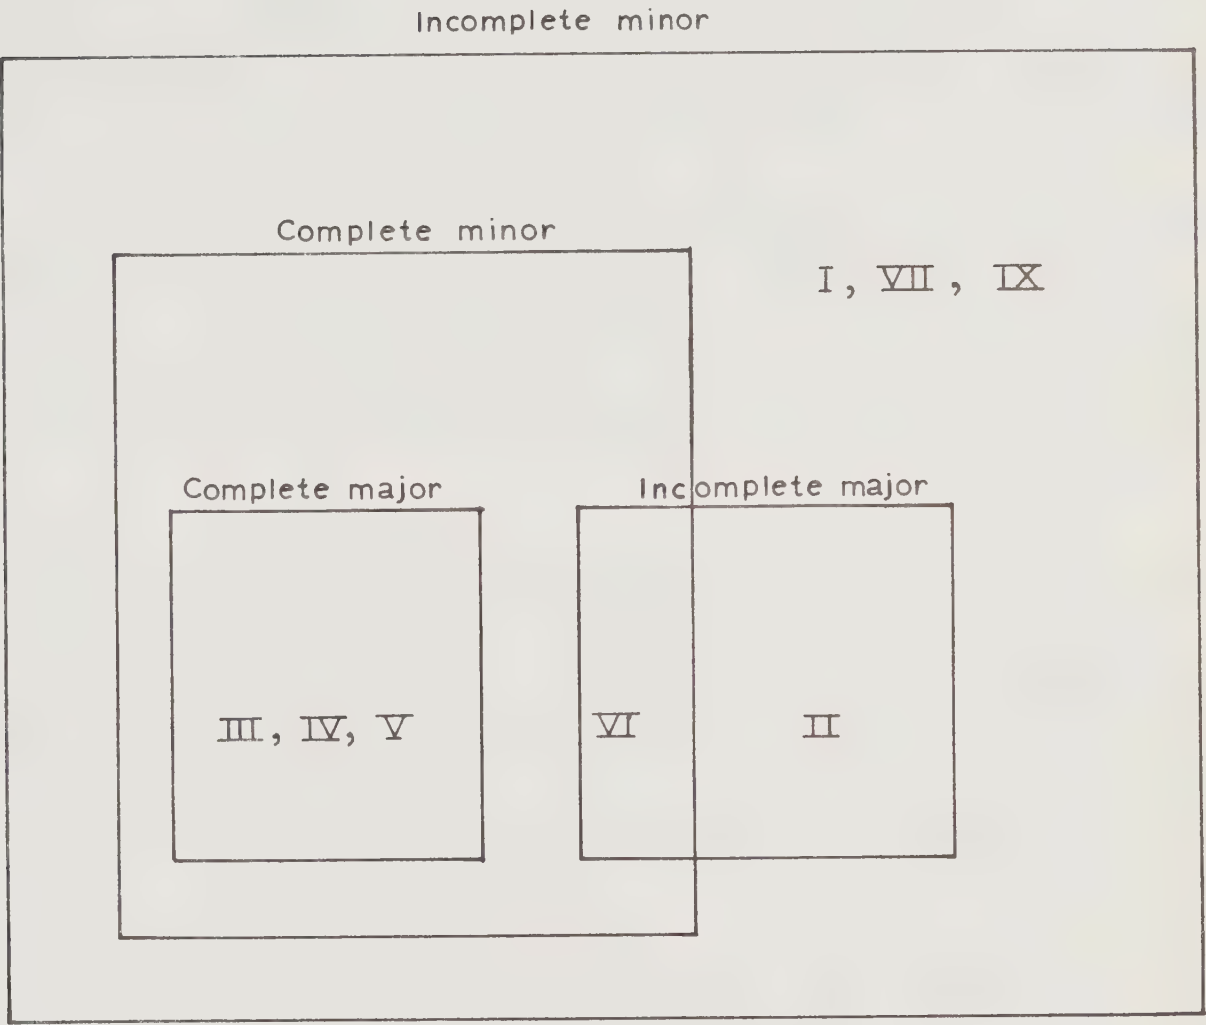 Incomplete minor
Complete minor
I, VII, IX
Complete major
Incomplete major
III, IV, V
VI
II